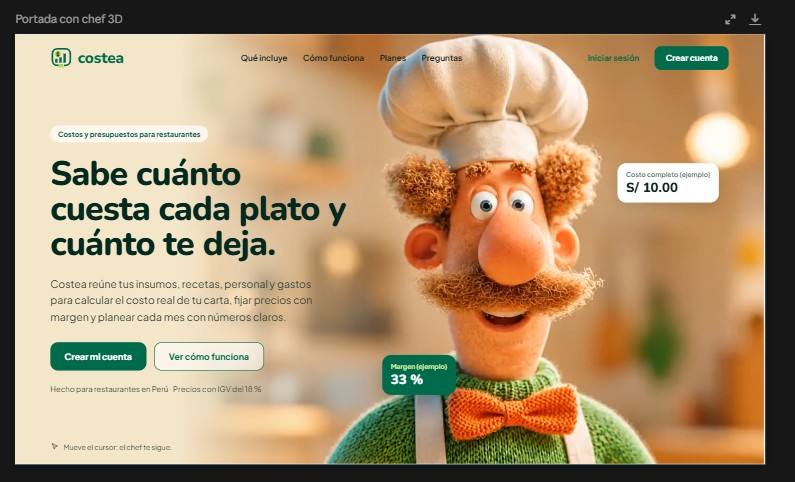 Portada con chef 3D
costea
Qué incluye
Cómo funciona
Planes
Preguntas
Iniciar sesión
Crear cuenta
Costos y presupuestos para restaurantes
Sabe cuánto
cuesta cada plato y
cuánto te deja.
Costea reúne tus insumos, recetas, personal y gastos
para calcular el costo real de tu carta, fijar precios con
margen y planear cada mes con números claros.
Crear mi cuenta
Ver cómo funciona
Hecho para restaurantes en Perú · Precios con IGV del 18 %
Mueve el cursor: el chef te sigue.
Costo completo (ejemplo)
S/ 10.00
Margen (ejemplo)
33 %